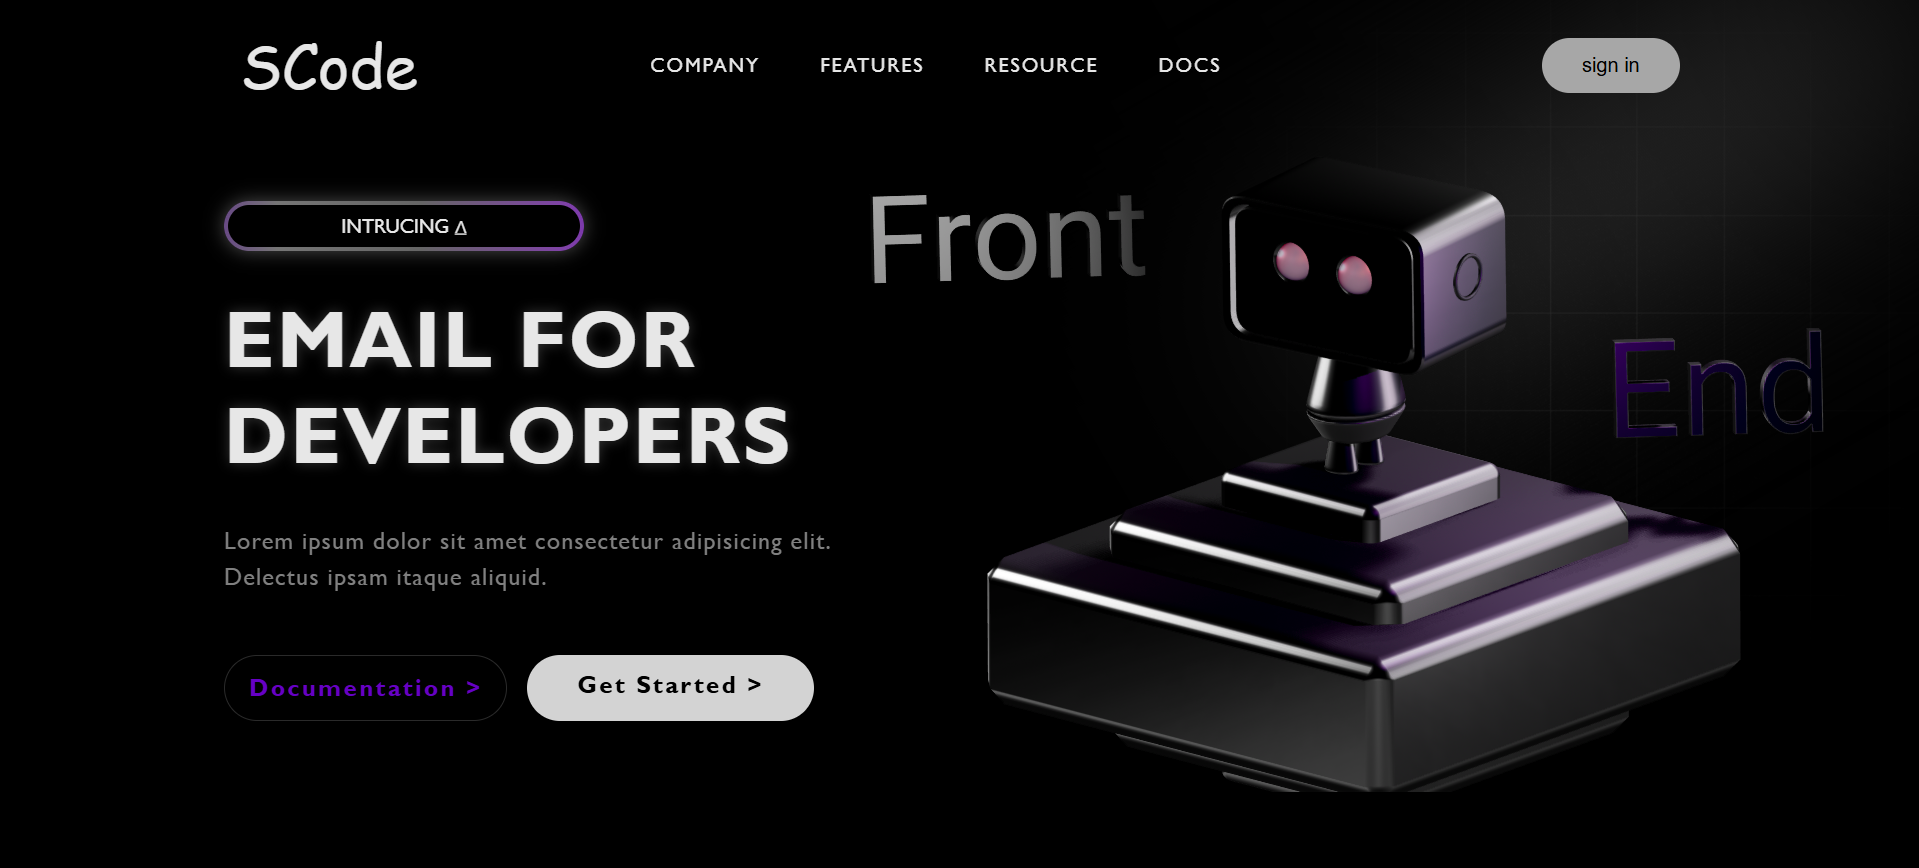 SCode
COMPANY FEATURES RESOURCE DOCS
sign in
INTRUCING Δ
EMAIL FOR
DEVELOPERS
Lorem ipsum dolor sit amet consectetur adipisicing elit.
Delectus ipsam itaque aliquid.
Documentation >
Get Started >
Front
End